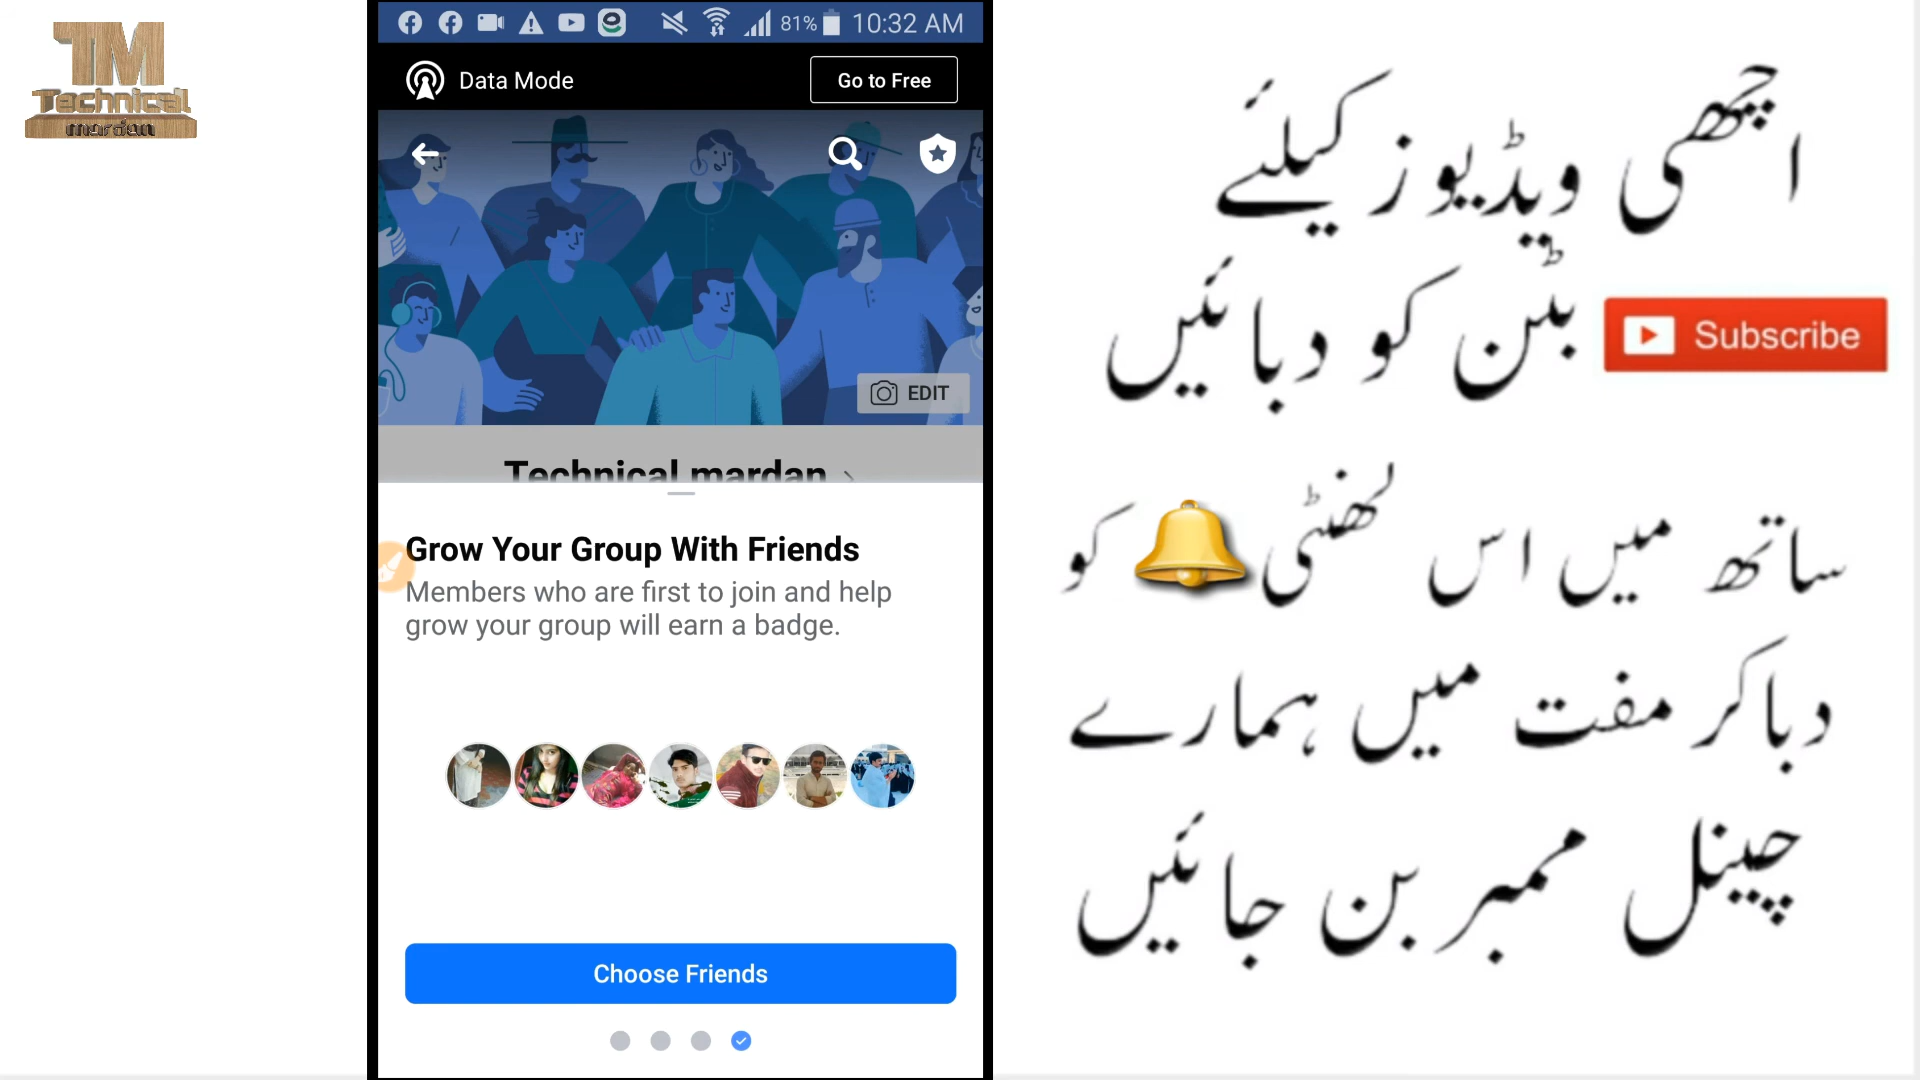 TM
Technical
mardan
81% 10:32 AM
Data Mode
Go to Free
EDIT
Technical mardan
Grow Your Group With Friends
Members who are first to join and help
grow your group will earn a badge.
Choose Friends
اچھی ویڈیوز کیلئے
Subscribe بٹن کو دبائیں
ساتھ میں اس گھنٹی کو
دباکر مفت میں ہمارے
چینل ممبر بن جائیں